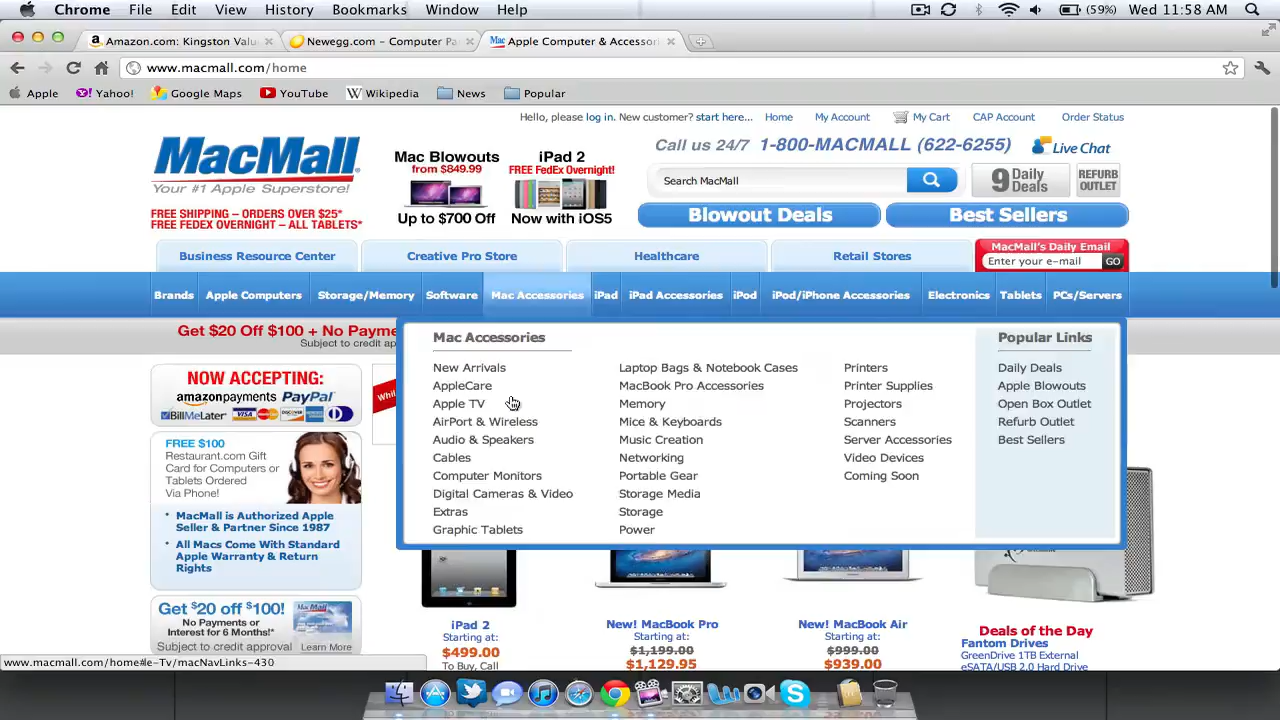 Chrome File Edit View History Bookmarks Window Help (59%) Wed 11:58 AM
Amazon.com: Kingston Valu
Newegg.com - Computer Pa
Mac Apple Computer & Accessori
www.macmall.com/home
Apple Yahoo! Google Maps YouTube Wikipedia News Popular
Hello, please log in. New customer? start here... Home My Account My Cart CAP Account Order Status
MacMall
Your #1 Apple Superstore!
FREE SHIPPING – ORDERS OVER $25*
FREE FEDEX OVERNIGHT – ALL TABLETS*
Mac Blowouts
from $849.99
Up to $700 Off
iPad 2
FREE FedEx Overnight!
Now with iOS5
Call us 24/7 1-800-MACMALL (622-6255) Live Chat
Search MacMall
9 Daily Deals
REFURB OUTLET
Blowout Deals Best Sellers
Business Resource Center Creative Pro Store Healthcare Retail Stores
MacMall's Daily Email
Enter your e-mail GO
Brands Apple Computers Storage/Memory Software Mac Accessories iPad iPad Accessories iPod iPod/iPhone Accessories Electronics Tablets PCs/Servers
Get $20 Off $100 + No Payme
Subject to credit app
Mac Accessories
New Arrivals
AppleCare
Apple TV
AirPort & Wireless
Audio & Speakers
Cables
Computer Monitors
Digital Cameras & Video
Extras
Graphic Tablets
Laptop Bags & Notebook Cases
MacBook Pro Accessories
Memory
Mice & Keyboards
Music Creation
Networking
Portable Gear
Storage Media
Storage
Power
Printers
Printer Supplies
Projectors
Scanners
Server Accessories
Video Devices
Coming Soon
Popular Links
Daily Deals
Apple Blowouts
Open Box Outlet
Refurb Outlet
Best Sellers
NOW ACCEPTING:
amazonpayments PayPal
BillMeLater VISA
Whil
FREE $100
Restaurant.com Gift
Card for Computers or
Tablets Ordered
Via Phone!
• MacMall is Authorized Apple
Seller & Partner Since 1987
• All Macs Come With Standard
Apple Warranty & Return
Rights
Get $20 off $100!
No Payments or
Interest for 6 Months!*
Subject to credit approval Learn More
MacMall
iPad 2
Starting at:
$499.00
To Buy, Call
New! MacBook Pro
Starting at:
$1,199.00
$1,129.95
New! MacBook Air
Starting at:
$999.00
$939.00
Deals of the Day
Fantom Drives
GreenDrive 1TB External
eSATA/USB 2.0 Hard Drive
www.macmall.com/home#e-Tv/macNavLinks-430